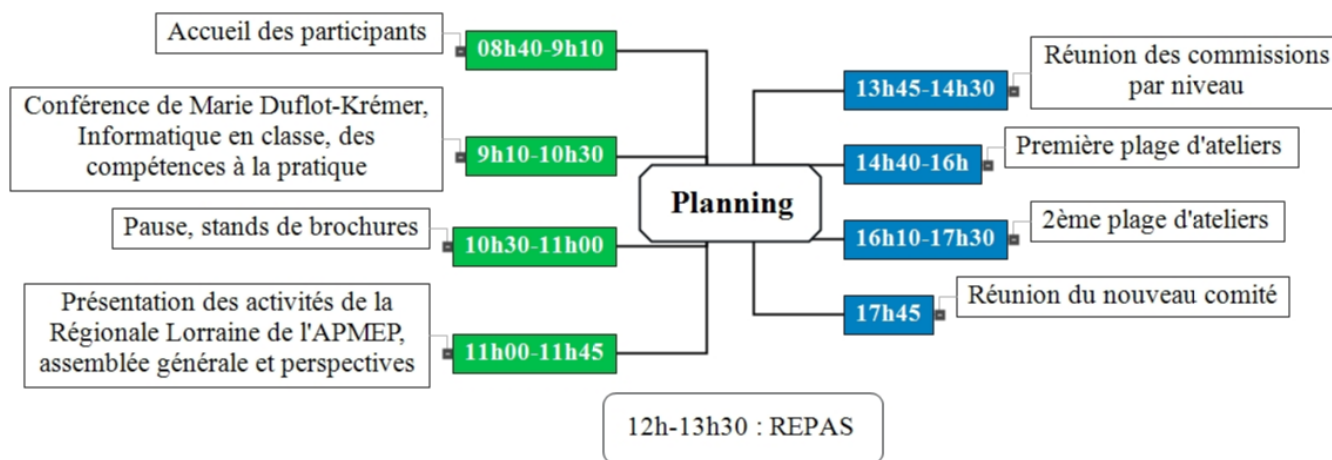 Accueil des participants
08h40-9h10
Conférence de Marie Duflot-Krémer,
Informatique en classe, des
compétences à la pratique
9h10-10h30
Pause, stands de brochures
10h30-11h00
Présentation des activités de la
Régionale Lorraine de l'APMEP,
assemblée générale et perspectives
11h00-11h45
Planning
13h45-14h30
Réunion des commissions
par niveau
14h40-16h
Première plage d'ateliers
16h10-17h30
2ème plage d'ateliers
17h45
Réunion du nouveau comité
12h-13h30 : REPAS